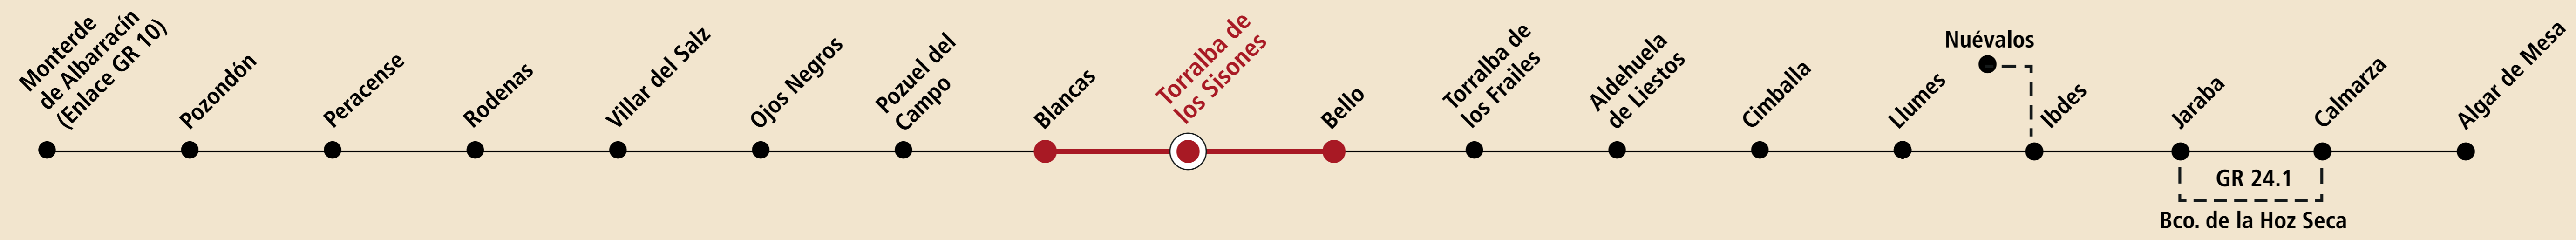 Monterde
de Albarracín
(Enlace GR 10)
Pozondón
Peracense
Rodenas
Villar del Salz
Ojos Negros
Pozuel del
Campo
Blancas
Torralba de
los Sisones
Bello
Torralba de
los Frailes
Aldehuela
de Liestos
Cimballa
Llumes
Nuévalos
Ibdes
Jaraba
Calmarza
Algar de Mesa
GR 24.1
Bco. de la Hoz Seca